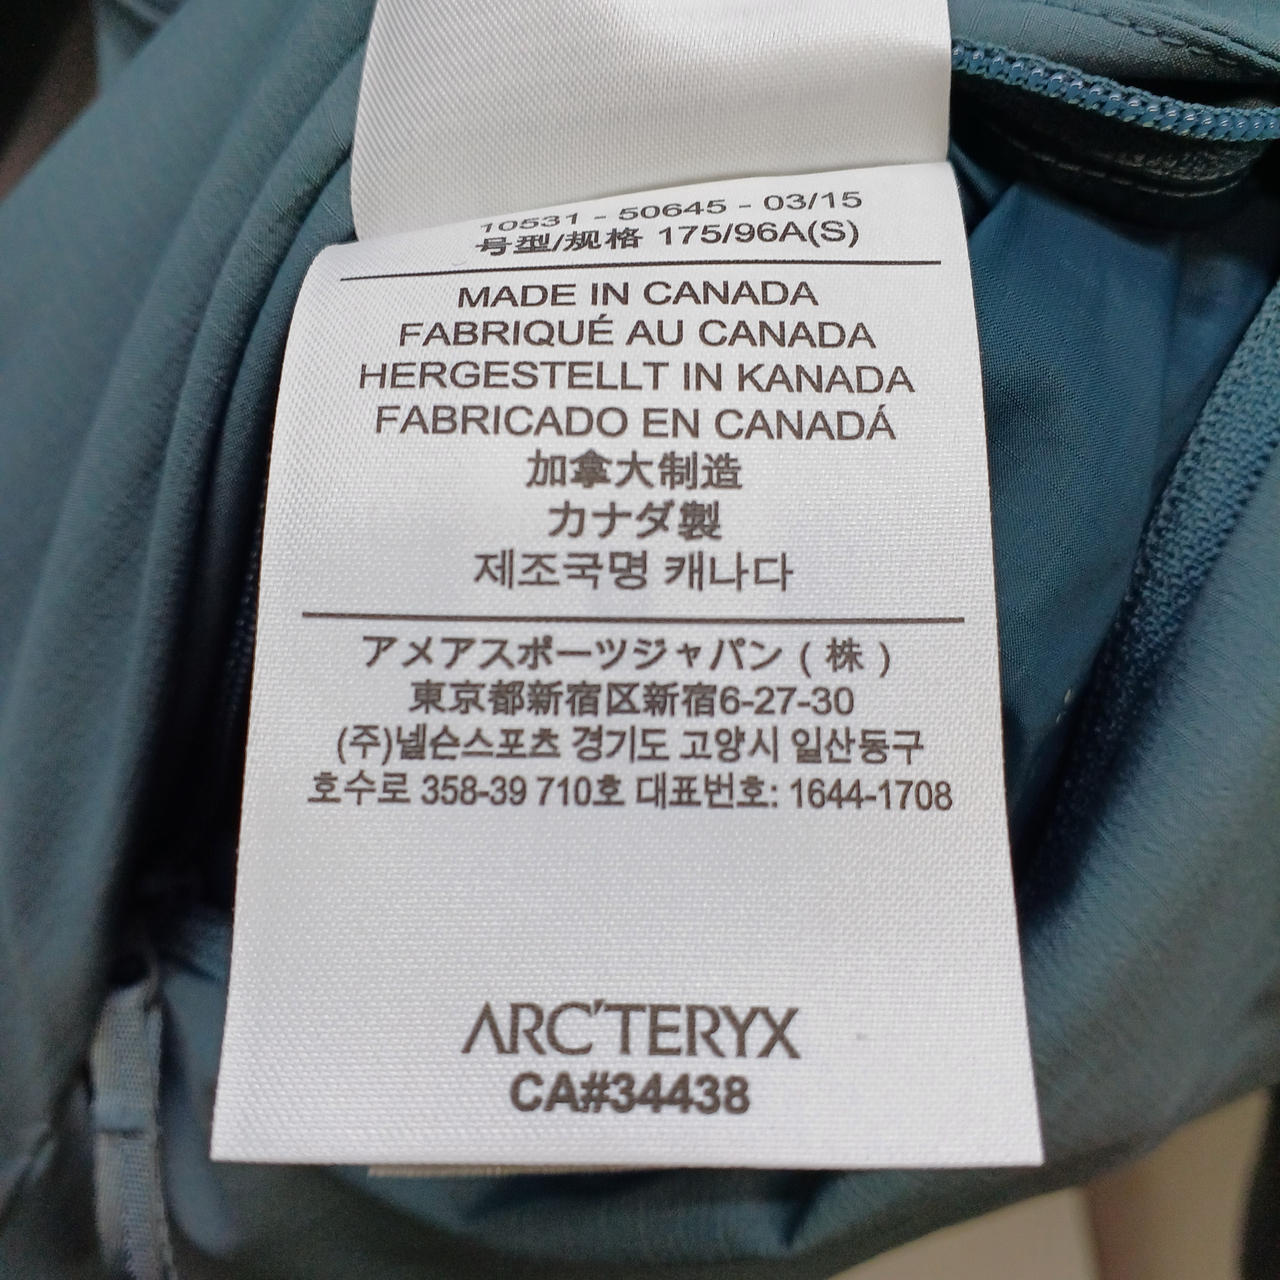 10531 - 50645 - 03/15
号型/规格 175/96A(S)
MADE IN CANADA
FABRIQUÉ AU CANADA
HERGESTELLT IN KANADA
FABRICADO EN CANADÁ
加拿大制造
カナダ製
제조국명 캐나다
アメアスポーツジャパン ( 株 )
東京都新宿区新宿6-27-30
(주)넬슨스포츠 경기도 고양시 일산동구
호수로 358-39 710호 대표번호: 1644-1708
ARC'TERYX
CA#34438